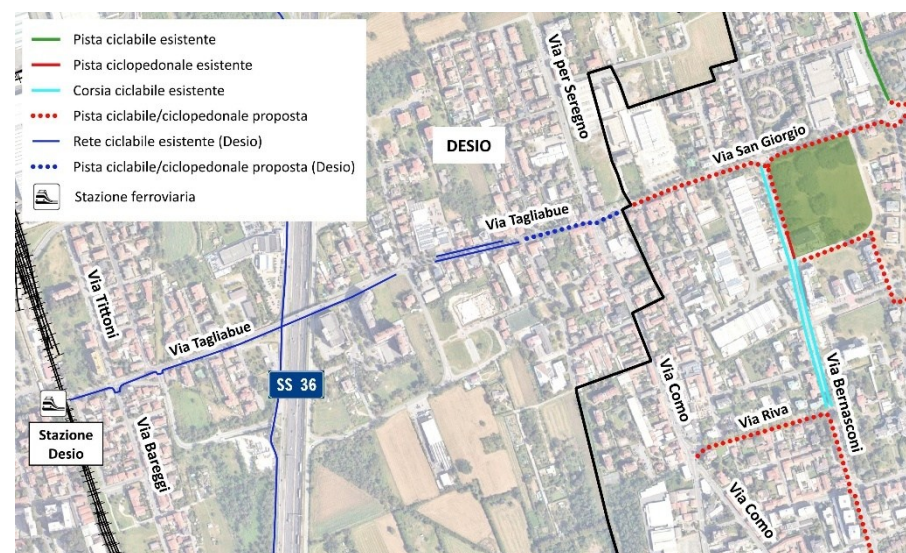 Pista ciclabile esistente
Pista ciclopedonale esistente
Corsia ciclabile esistente
Pista ciclabile/ciclopedonale proposta
Rete ciclabile esistente (Desio)
Pista ciclabile/ciclopedonale proposta (Desio)
Stazione ferroviaria
Via per Seregno
DESIO
Via San Giorgio
Via Tagliabue
Via Tittoni
Via Tagliabue
SS 36
Via Como
Via Bernasconi
Via Riva
Stazione
Desio
Via Bareggi
Via Como